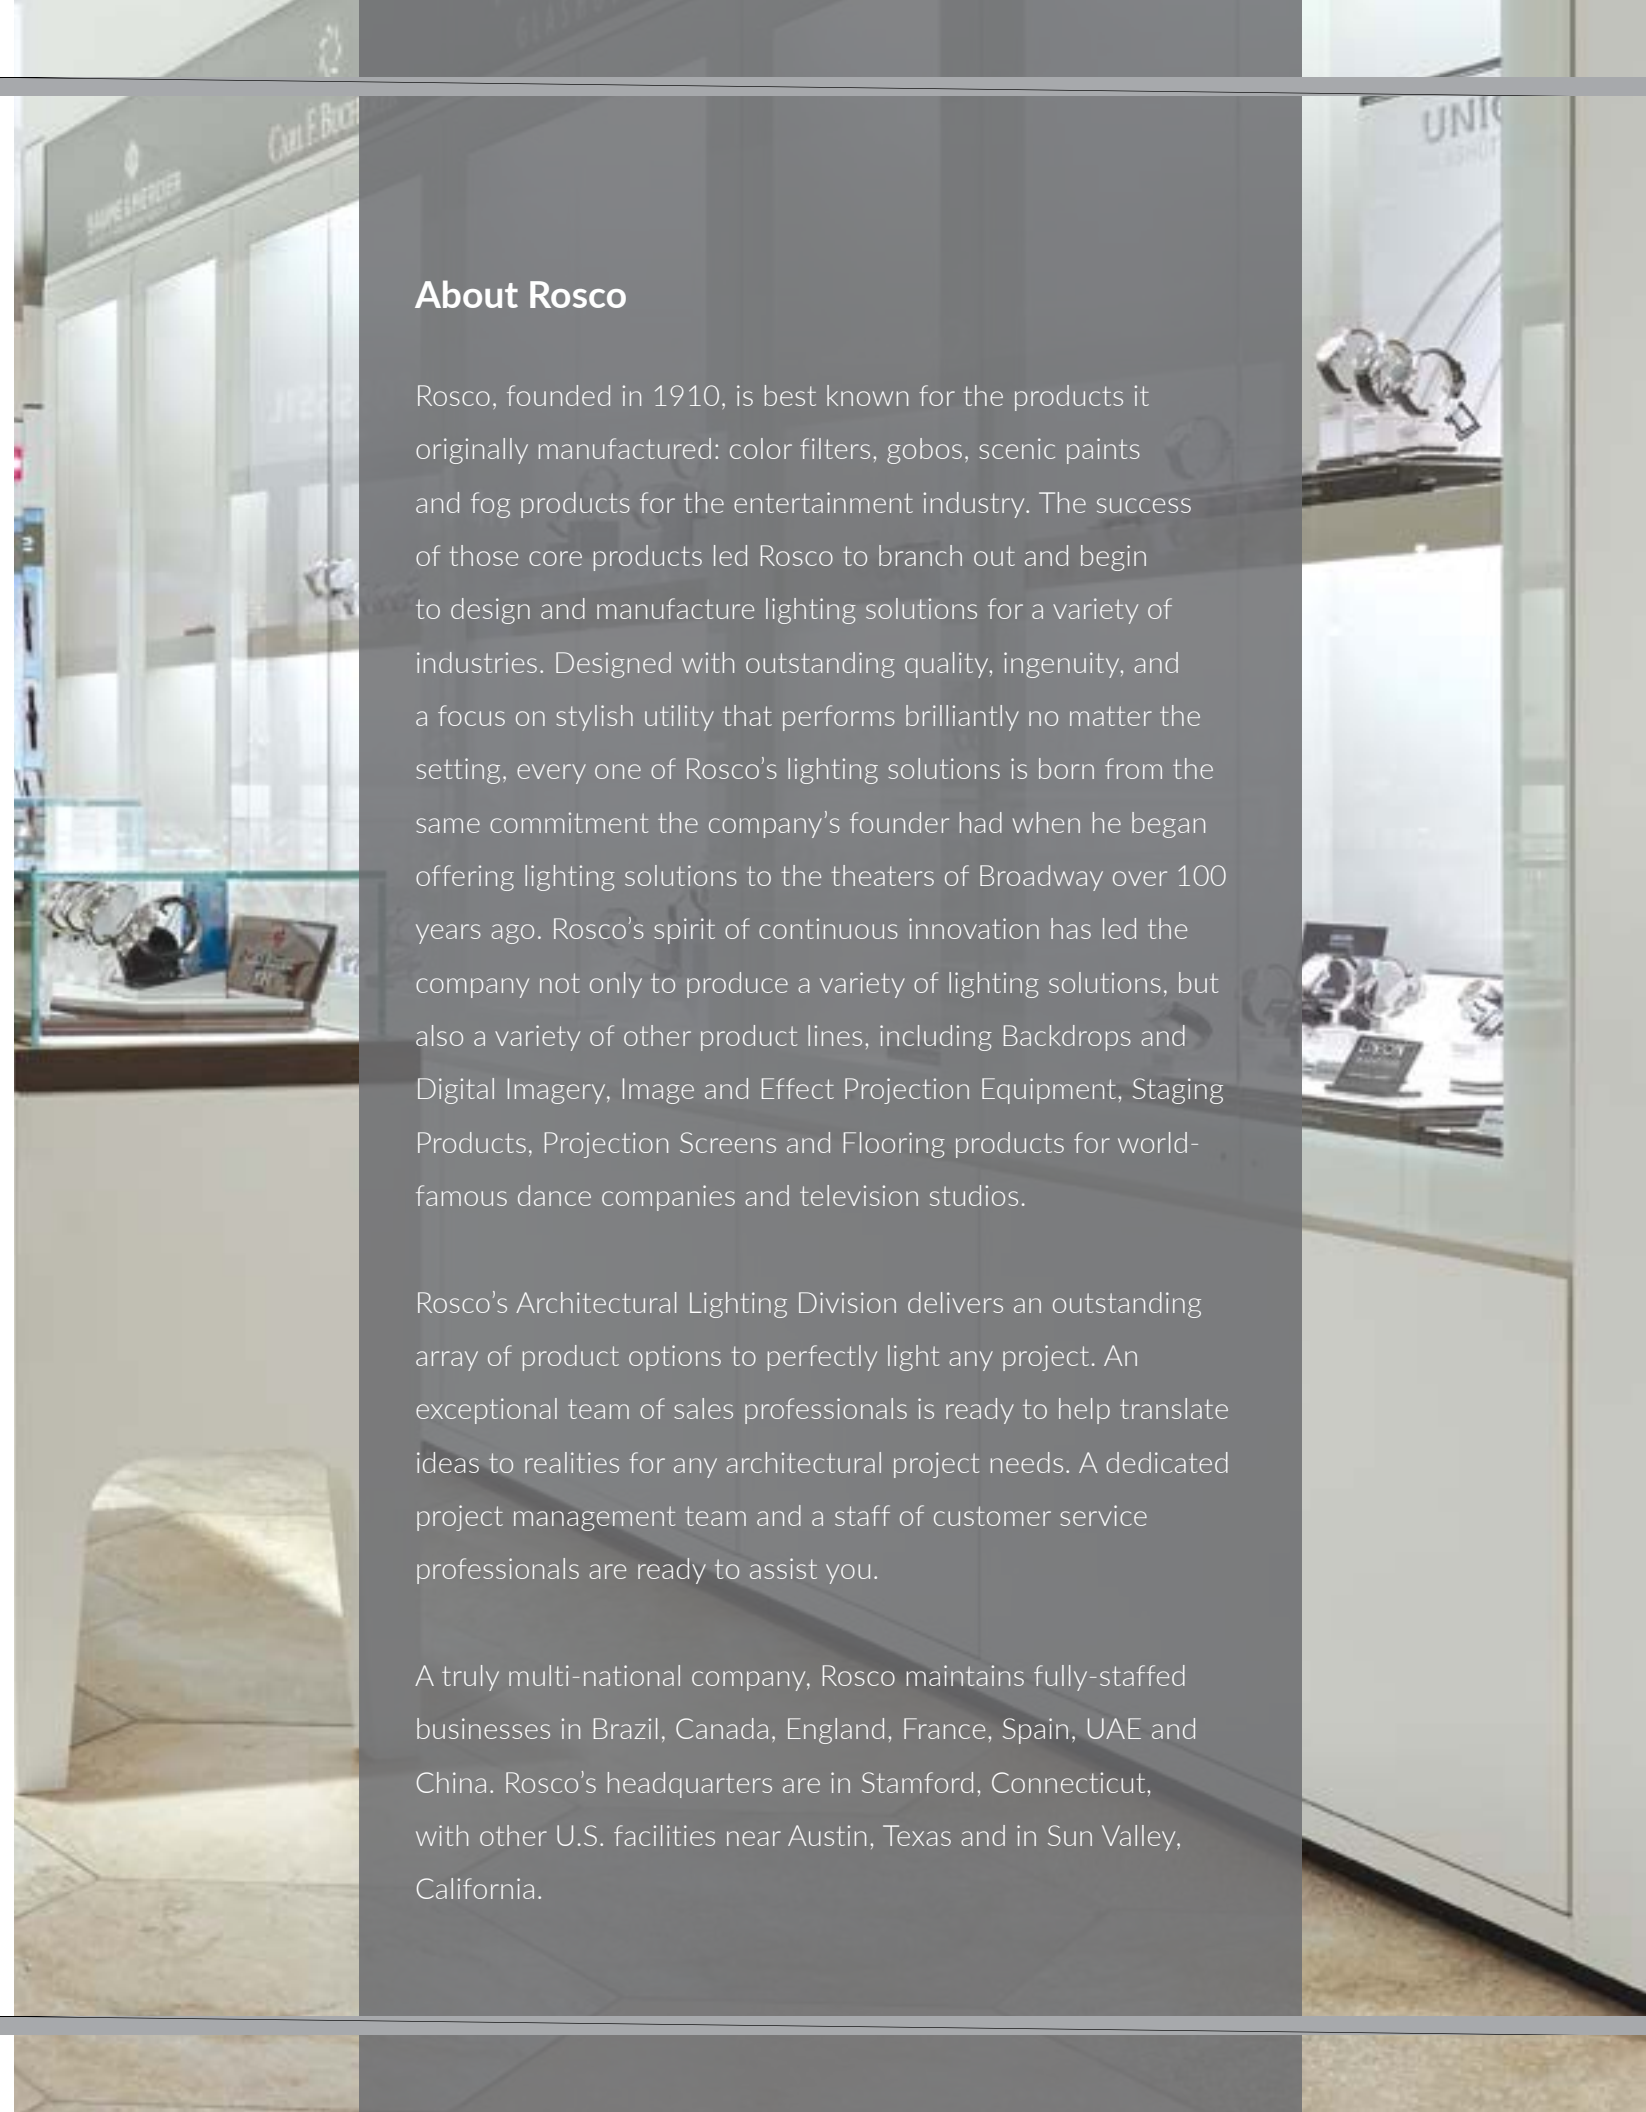 CARL F. BUCH
BAUME & MERCIER
UNIO
About Rosco
Rosco, founded in 1910, is best known for the products it
originally manufactured: color filters, gobos, scenic paints
and fog products for the entertainment industry. The success
of those core products led Rosco to branch out and begin
to design and manufacture lighting solutions for a variety of
industries. Designed with outstanding quality, ingenuity, and
a focus on stylish utility that performs brilliantly no matter the
setting, every one of Rosco’s lighting solutions is born from the
same commitment the company’s founder had when he began
offering lighting solutions to the theaters of Broadway over 100
years ago. Rosco’s spirit of continuous innovation has led the
company not only to produce a variety of lighting solutions, but
also a variety of other product lines, including Backdrops and
Digital Imagery, Image and Effect Projection Equipment, Staging
Products, Projection Screens and Flooring products for world-
famous dance companies and television studios.
Rosco’s Architectural Lighting Division delivers an outstanding
array of product options to perfectly light any project. An
exceptional team of sales professionals is ready to help translate
ideas to realities for any architectural project needs. A dedicated
project management team and a staff of customer service
professionals are ready to assist you.
A truly multi-national company, Rosco maintains fully-staffed
businesses in Brazil, Canada, England, France, Spain, UAE and
China. Rosco’s headquarters are in Stamford, Connecticut,
with other U.S. facilities near Austin, Texas and in Sun Valley,
California.
UNION